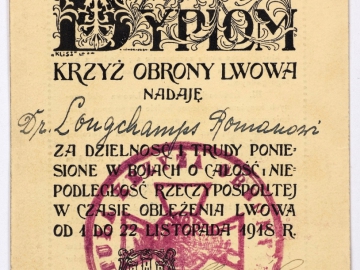 DYPLOM
KRZYŻ OBRONY LWOWA
NADAJĘ
Dr. Longchamps Romanowi
ZA DZIELNOŚĆ I TRUDY PONIE-
SIONE W BOJACH O CAŁOŚĆ I NIE-
PODLEGŁOŚĆ RZECZYPOSPOLITEJ
W CZASIE OBLĘŻENIA LWOWA
OD 1 DO 22 LISTOPADA 1918 R.